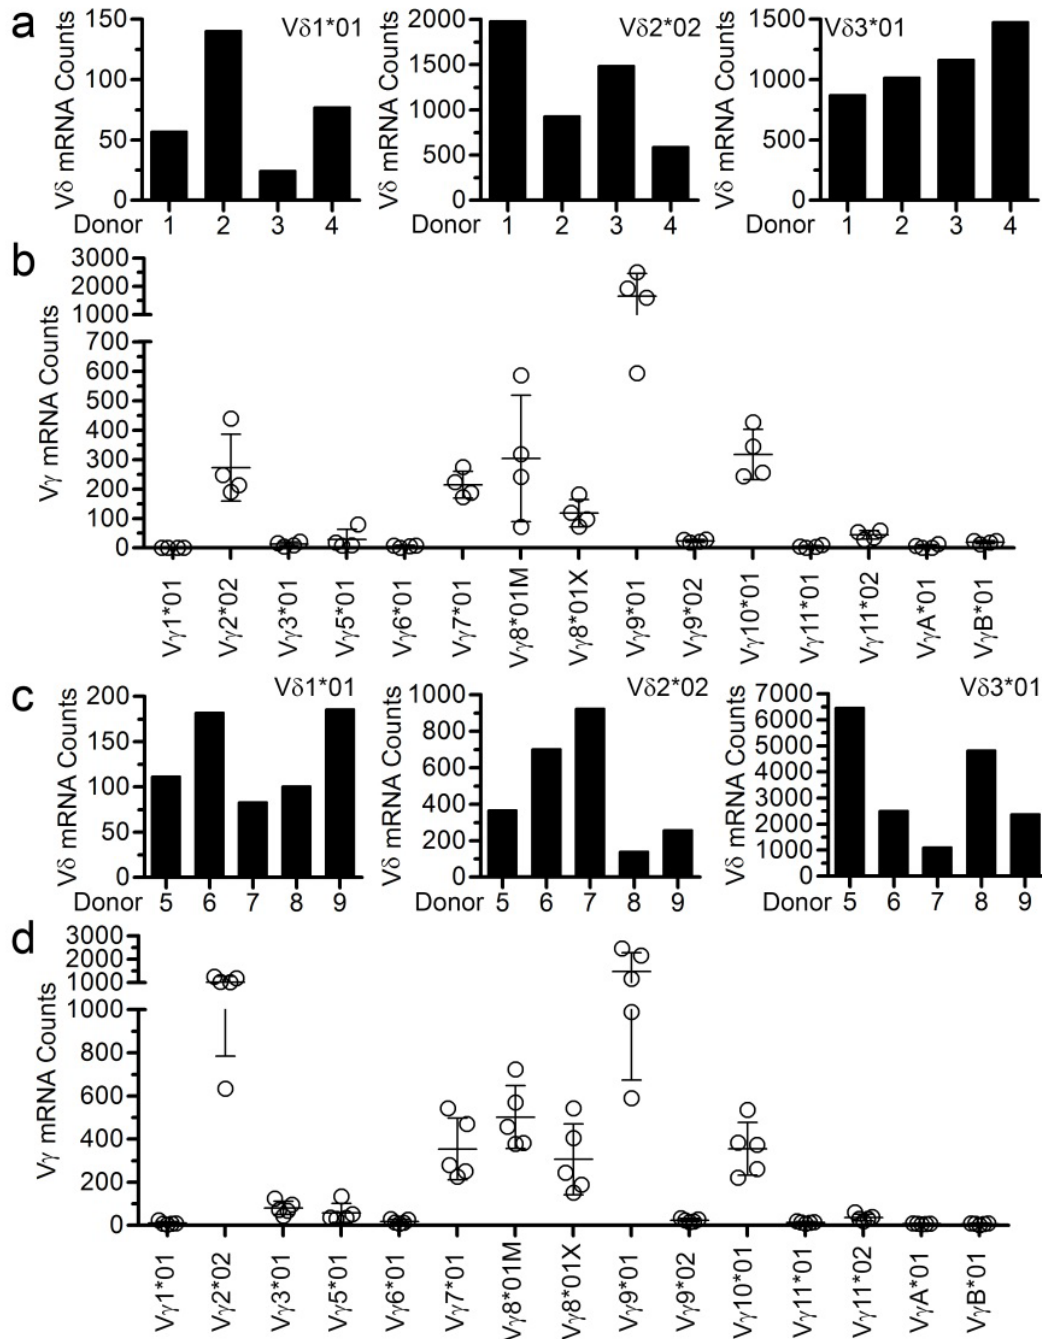 a
Vδ mRNA Counts
150
100
50
0
Vδ1*01
Donor 1 2 3 4
Vδ mRNA Counts
2000
1500
1000
500
0
Vδ2*02
Donor 1 2 3 4
Vδ mRNA Counts
1500
1000
500
0
Vδ3*01
Donor 1 2 3 4
b
Vγ mRNA Counts
3000
2000
1000
700
600
500
400
300
200
100
0
Vγ1*01
Vγ2*02
Vγ3*01
Vγ5*01
Vγ6*01
Vγ7*01
Vγ8*01M
Vγ8*01X
Vγ9*01
Vγ9*02
Vγ10*01
Vγ11*01
Vγ11*02
VγA*01
VγB*01
c
Vδ mRNA Counts
200
150
100
50
0
Vδ1*01
Donor 5 6 7 8 9
Vδ mRNA Counts
1000
800
600
400
200
0
Vδ2*02
Donor 5 6 7 8 9
Vδ mRNA Counts
7000
6000
5000
4000
3000
2000
1000
0
Vδ3*01
Donor 5 6 7 8 9
d
Vγ mRNA Counts
3000
2000
1000
1000
800
600
400
200
0
Vγ1*01
Vγ2*02
Vγ3*01
Vγ5*01
Vγ6*01
Vγ7*01
Vγ8*01M
Vγ8*01X
Vγ9*01
Vγ9*02
Vγ10*01
Vγ11*01
Vγ11*02
VγA*01
VγB*01